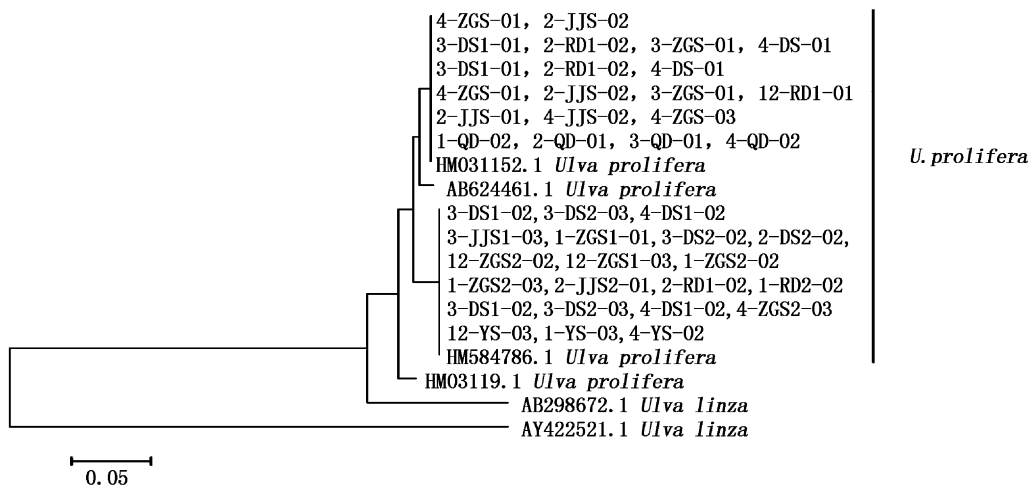 4-ZGS-01, 2-JJS-02
3-DS1-01, 2-RD1-02, 3-ZGS-01, 4-DS-01
3-DS1-01, 2-RD1-02, 4-DS-01
4-ZGS-01, 2-JJS-02, 3-ZGS-01, 12-RD1-01
2-JJS-01, 4-JJS-02, 4-ZGS-03
1-QD-02, 2-QD-01, 3-QD-01, 4-QD-02
HM031152.1 Ulva prolifera
U.prolifera
AB624461.1 Ulva prolifera
3-DS1-02,3-DS2-03,4-DS1-02
3-JJS1-03,1-ZGS1-01,3-DS2-02,2-DS2-02,
12-ZGS2-02,12-ZGS1-03,1-ZGS2-02
1-ZGS2-03,2-JJS2-01,2-RD1-02,1-RD2-02
3-DS1-02,3-DS2-03,4-DS1-02,4-ZGS2-03
12-YS-03,1-YS-03,4-YS-02
HM584786.1 Ulva prolifera
HM03119.1 Ulva prolifera
AB298672.1 Ulva linza
AY422521.1 Ulva linza
0.05